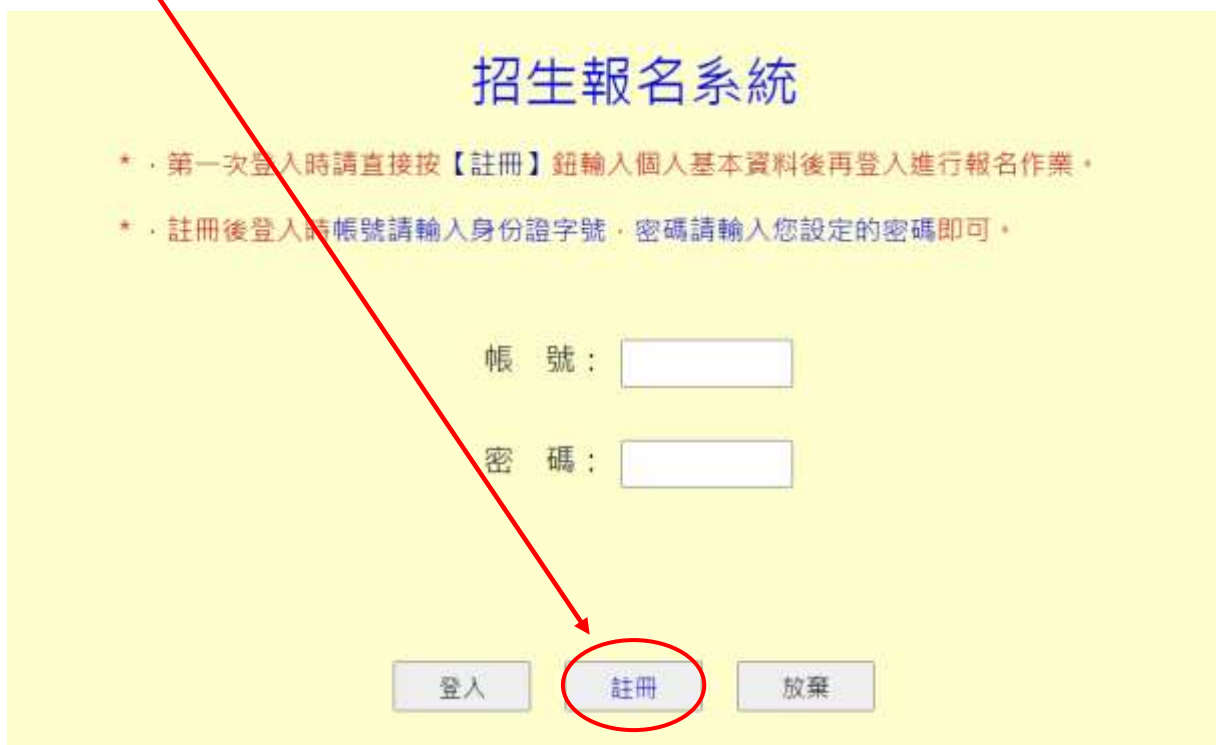 招生報名系統
*．第一次登入時請直接按【註冊】鈕輸入個人基本資料後再登入進行報名作業。
*．註冊後登入時帳號請輸入身份證字號．密碼請輸入您設定的密碼即可。
帳　號：
密　碼：
登入　註冊　放棄